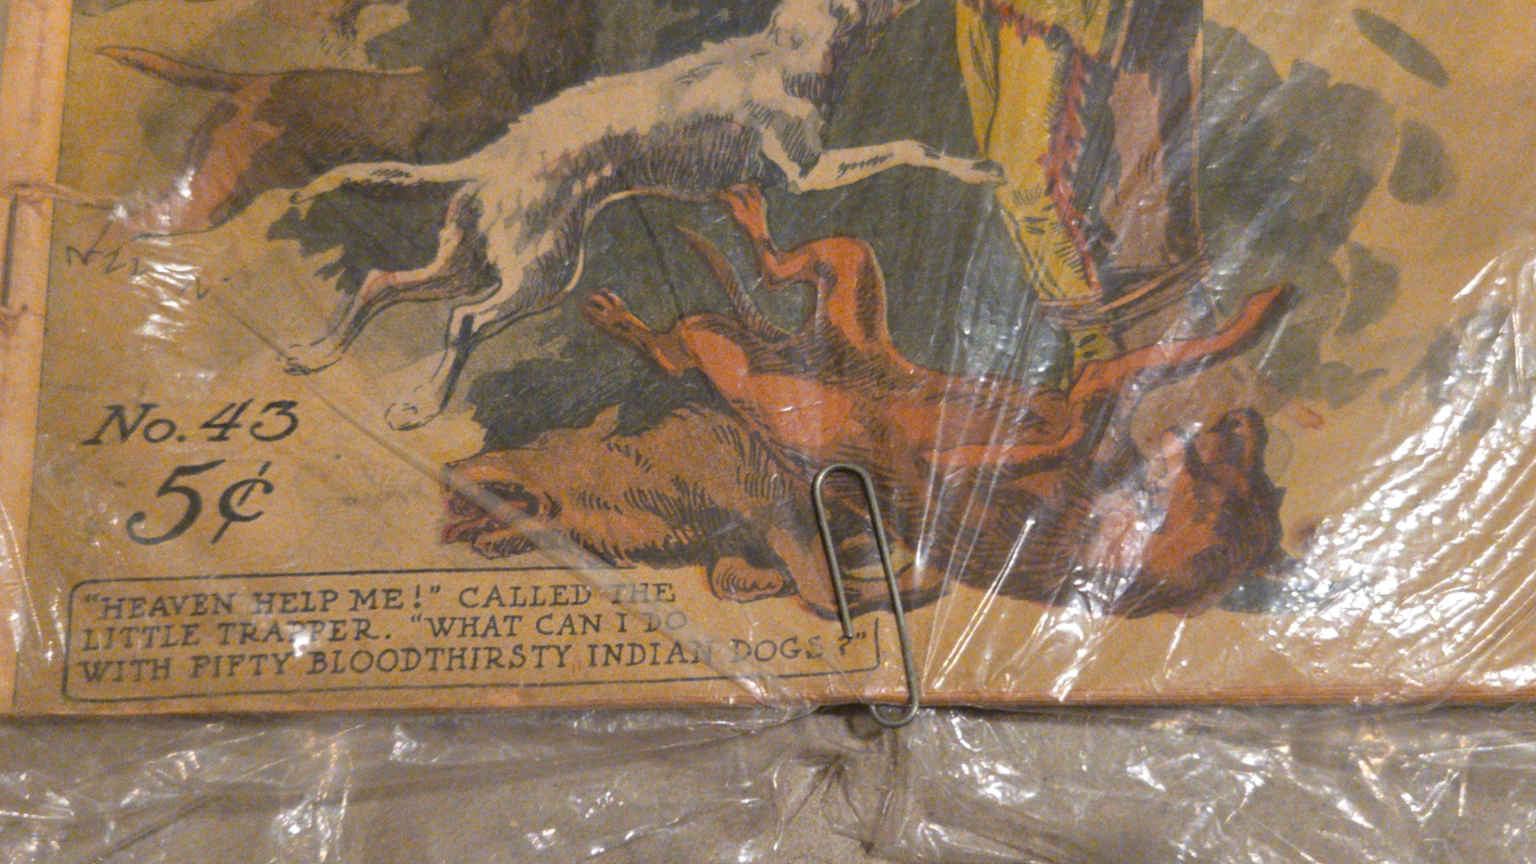 No. 43
5¢
"HEAVEN HELP ME!" CALLED THE
LITTLE TRAPPER. "WHAT CAN I DO
WITH FIFTY BLOODTHIRSTY INDIAN DOGS?"